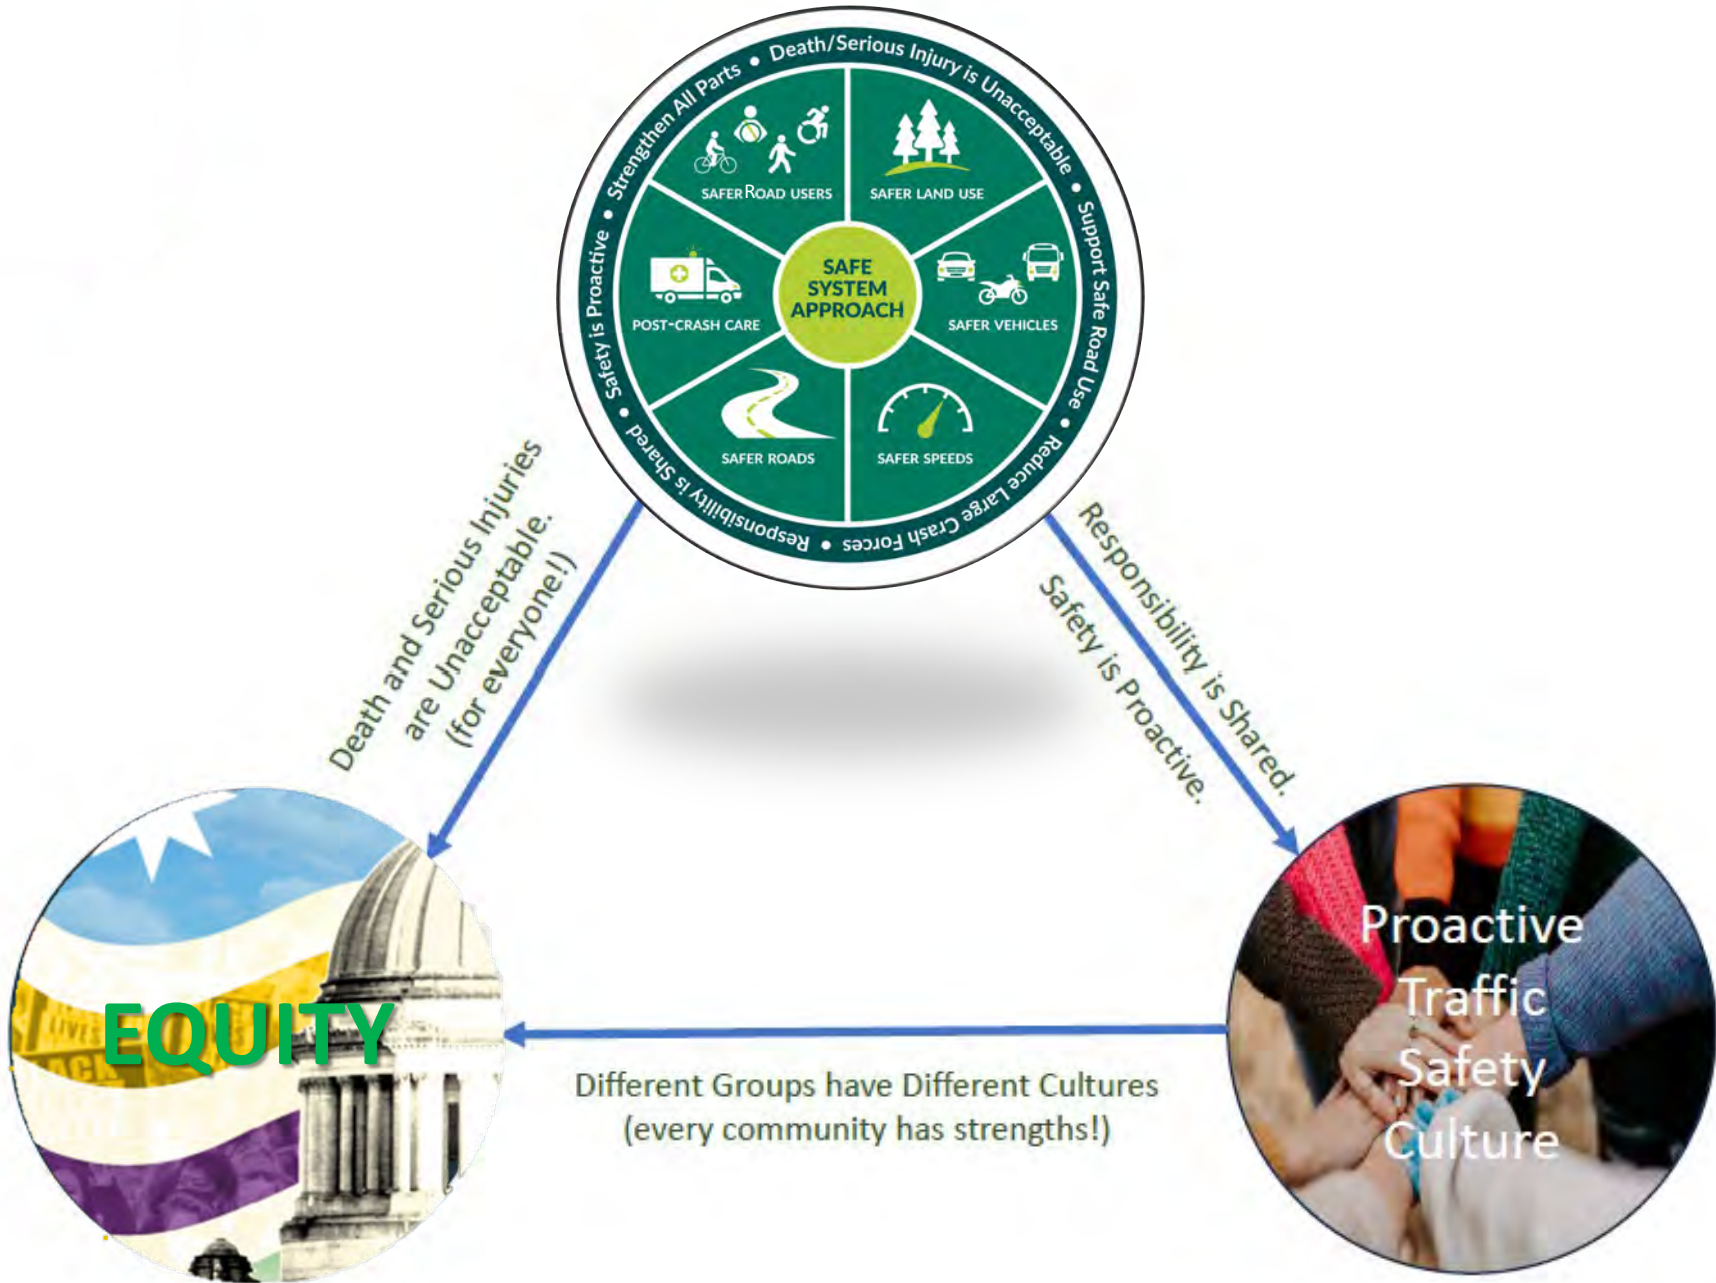 Death/Serious Injury is Unacceptable • Support Safe Road Use • Reduce Large Crash Forces • Responsibility is Shared • Safety is Proactive • Strengthen All Parts •
SAFER ROAD USERS
SAFER LAND USE
POST-CRASH CARE
SAFE
SYSTEM
APPROACH
SAFER VEHICLES
SAFER ROADS
SAFER SPEEDS
Death and Serious Injuries
are Unacceptable.
(for everyone!)
Responsibility is Shared.
Safety is Proactive.
EQUITY
LIVES
Different Groups have Different Cultures
(every community has strengths!)
Proactive
Traffic
Safety
Culture